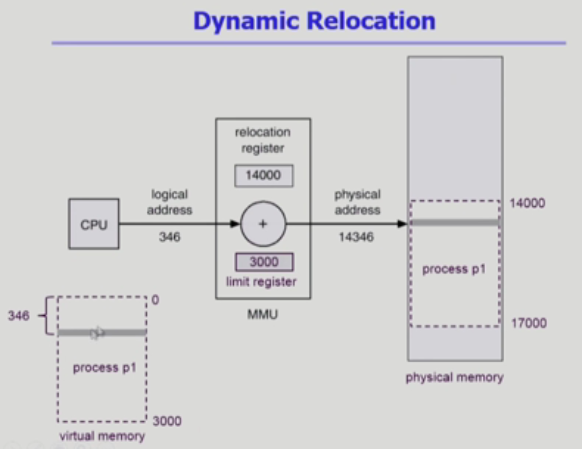 Dynamic Relocation
relocation
register
14000
logical
address
346
CPU
+
physical
address
14346
3000
limit register
MMU
14000
process p1
17000
physical memory
346
0
process p1
3000
virtual memory